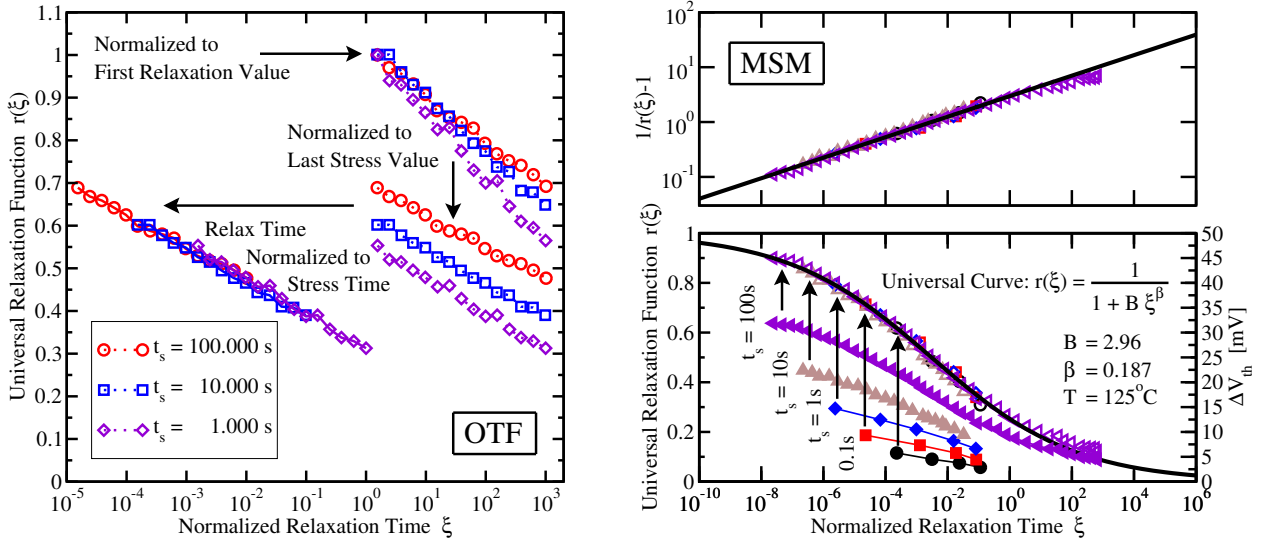 Universal Relaxation Function r(ξ)
1.1
1
0.9
0.8
0.7
0.6
0.5
0.4
0.3
0.2
0.1
0
Normalized to
First Relaxation Value
Normalized to
Last Stress Value
Relax Time
Normalized to
Stress Time
t_s = 100.000 s
t_s = 10.000 s
t_s = 1.000 s
OTF
10^-5 10^-4 10^-3 10^-2 10^-1 10^0 10^1 10^2 10^3
Normalized Relaxation Time ξ
1/r(ξ)-1
10^2
10^1
10^0
10^-1
MSM
Universal Relaxation Function r(ξ)
1
0.8
0.6
0.4
0.2
0
Universal Curve: r(ξ) = 1 / 1 + B ξ^β
B = 2.96
β = 0.187
T = 125°C
t_s = 100s
t_s = 10s
t_s = 1s
0.1s
50
45
40
35
30
25
20
15
10
5
0
ΔV_th [mV]
10^-10 10^-8 10^-6 10^-4 10^-2 10^0 10^2 10^4 10^6
Normalized Relaxation Time ξ